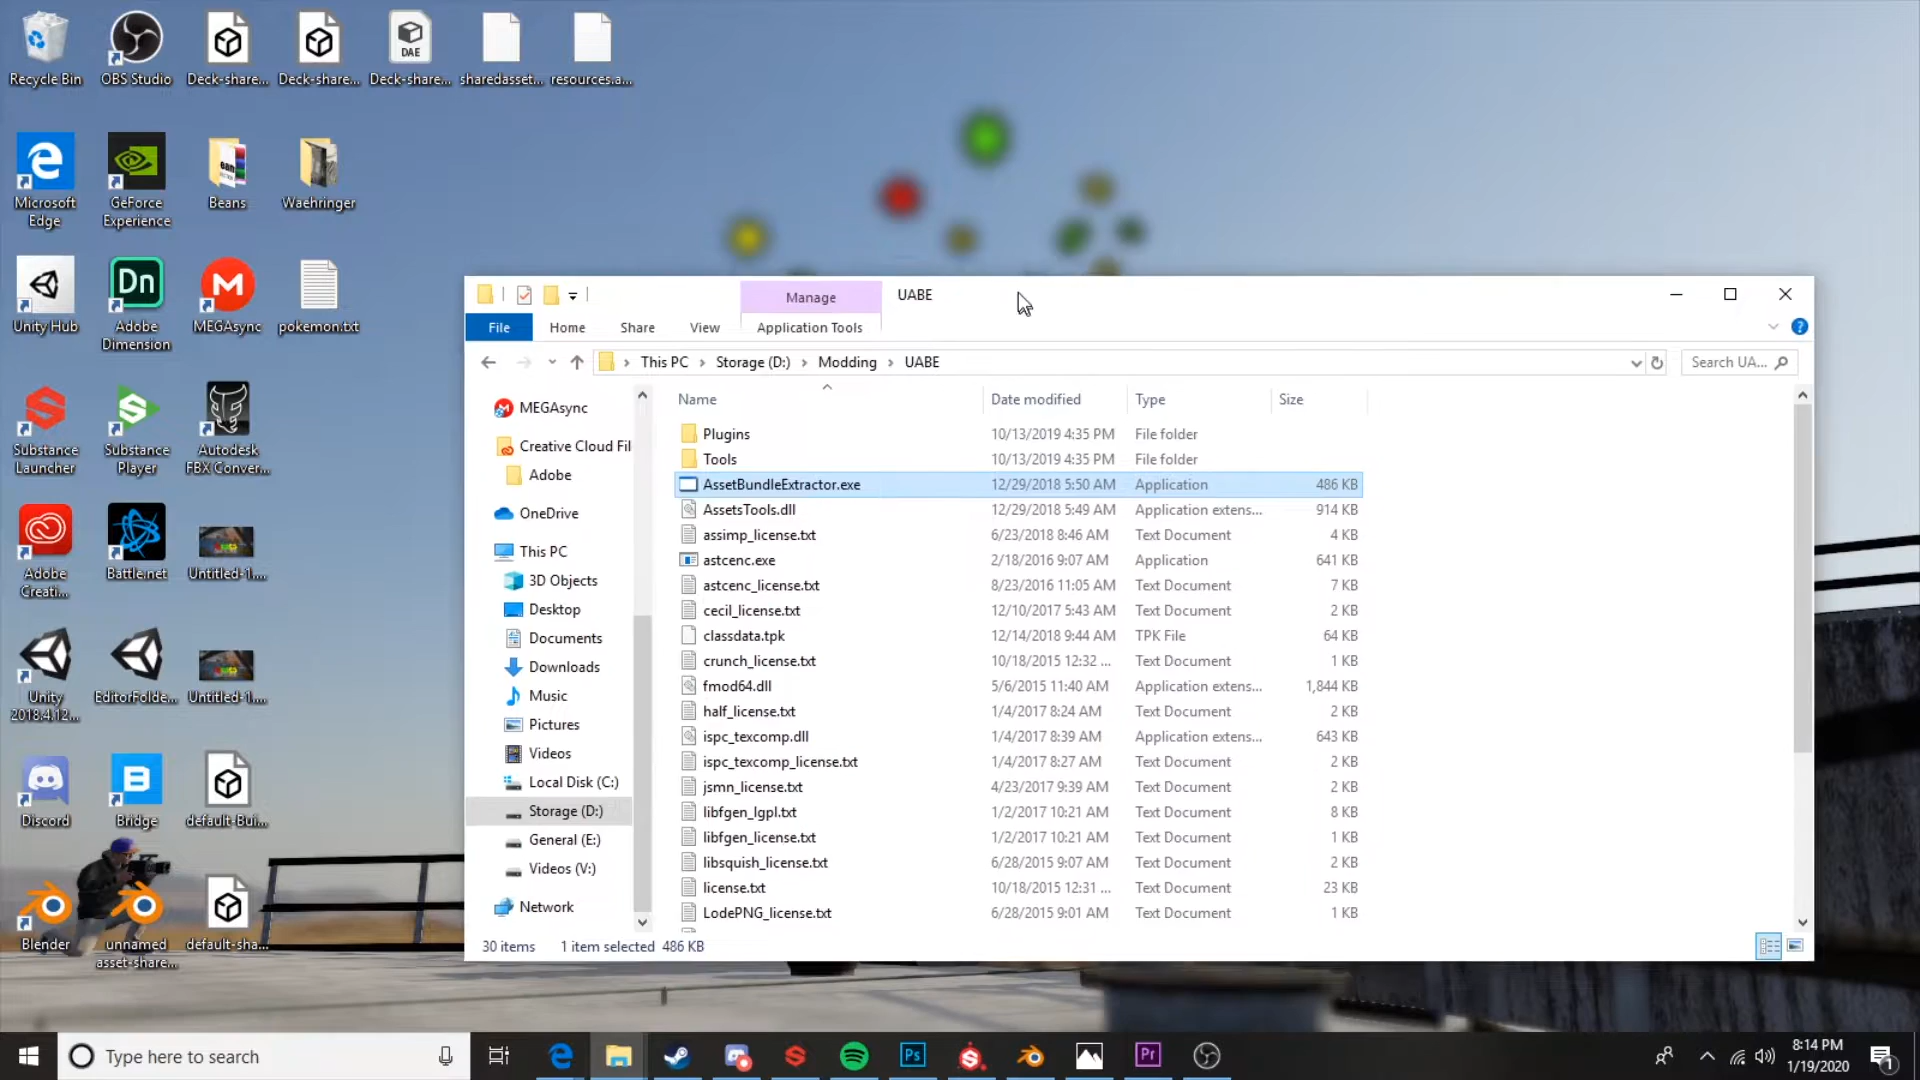 Recycle Bin
OBS Studio
Deck-share...
Deck-share...
DAE
Deck-share...
sharedasset...
resources.a...
Microsoft
Edge
GeForce
Experience
Beans
Waehringer
Unity Hub
Dn
Adobe
Dimension
MEGAsync
pokemon.txt
Substance
Launcher
Substance
Player
Autodesk
FBX Conver...
Adobe
Creati...
Battle.net
Untitled-1....
Unity
2018.4.12...
EditorFolde...
Untitled-1....
Discord
Bridge
default-Bui...
Blender
unnamed
asset-share...
default-sha...
Manage
UABE
File
Home
Share
View
Application Tools
This PC
Storage (D:)
Modding
UABE
Search UA...
MEGAsync
Creative Cloud Fil
Adobe
OneDrive
This PC
3D Objects
Desktop
Documents
Downloads
Music
Pictures
Videos
Local Disk (C:)
Storage (D:)
General (E:)
Videos (V:)
Network
Name Date modified Type Size
Plugins 10/13/2019 4:35 PM File folder
Tools 10/13/2019 4:35 PM File folder
AssetBundleExtractor.exe 12/29/2018 5:50 AM Application 486 KB
AssetsTools.dll 12/29/2018 5:49 AM Application extens... 914 KB
assimp_license.txt 6/23/2018 8:46 AM Text Document 4 KB
astcenc.exe 2/18/2016 9:07 AM Application 641 KB
astcenc_license.txt 8/23/2016 11:05 AM Text Document 7 KB
cecil_license.txt 12/10/2017 5:43 AM Text Document 2 KB
classdata.tpk 12/14/2018 9:44 AM TPK File 64 KB
crunch_license.txt 10/18/2015 12:32 ... Text Document 1 KB
fmod64.dll 5/6/2015 11:40 AM Application extens... 1,844 KB
half_license.txt 1/4/2017 8:24 AM Text Document 2 KB
ispc_texcomp.dll 1/4/2017 8:39 AM Application extens... 643 KB
ispc_texcomp_license.txt 1/4/2017 8:27 AM Text Document 2 KB
jsmn_license.txt 4/23/2017 9:39 AM Text Document 2 KB
libfgen_lgpl.txt 1/2/2017 10:21 AM Text Document 8 KB
libfgen_license.txt 1/2/2017 10:21 AM Text Document 1 KB
libsquish_license.txt 6/28/2015 9:07 AM Text Document 2 KB
license.txt 10/18/2015 12:31 ... Text Document 23 KB
LodePNG_license.txt 6/28/2015 9:01 AM Text Document 1 KB
30 items 1 item selected 486 KB
Type here to search
Ps
Pr
8:14 PM
1/19/2020
1